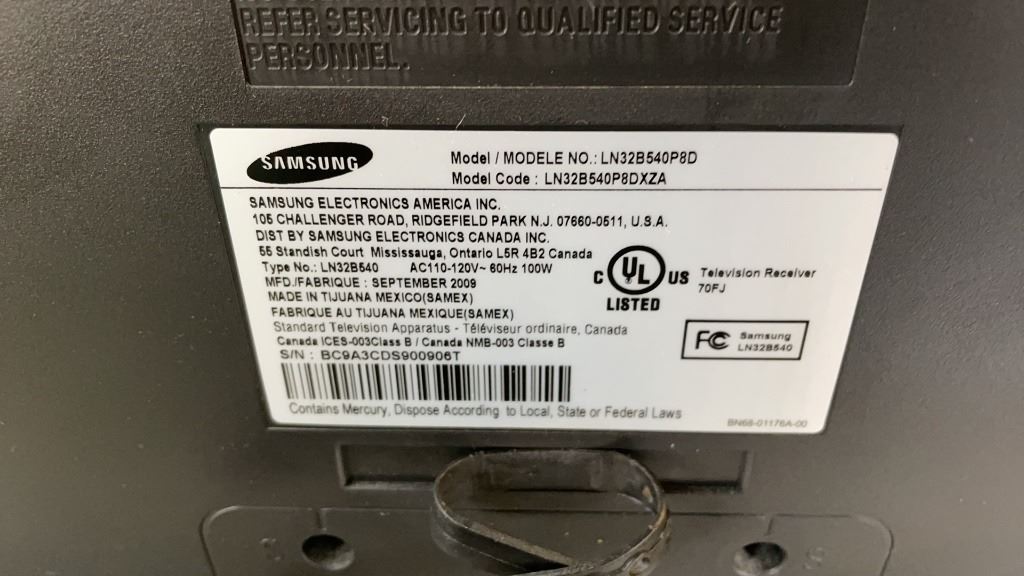 REFER SERVICING TO QUALIFIED SERVICE
PERSONNEL.
SAMSUNG
Model / MODELE NO.: LN32B540P8D
Model Code : LN32B540P8DXZA
SAMSUNG ELECTRONICS AMERICA INC.
105 CHALLENGER ROAD, RIDGEFIELD PARK N.J. 07660-0511, U.S.A.
DIST BY SAMSUNG ELECTRONICS CANADA INC.
55 Standish Court Mississauga, Ontario L5R 4B2 Canada
Type No.: LN32B540 AC110-120V~ 60Hz 100W
MFD./FABRIQUE : SEPTEMBER 2009
MADE IN TIJUANA MEXICO(SAMEX)
FABRIQUE AU TIJUANA MEXIQUE(SAMEX)
Standard Television Apparatus - Téléviseur ordinaire, Canada
Canada ICES-003Class B / Canada NMB-003 Classe B
S/N : BC9A3CDS900906T
Contains Mercury, Dispose According to Local, State or Federal Laws
C UL US
LISTED
Television Receiver
70FJ
FC Samsung
LN32B540
BN68-01176A-00